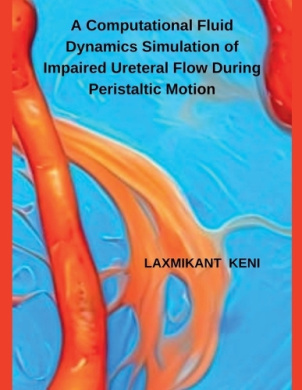 A Computational Fluid
Dynamics Simulation of
Impaired Ureteral Flow During
Peristaltic Motion
LAXMIKANT KENI